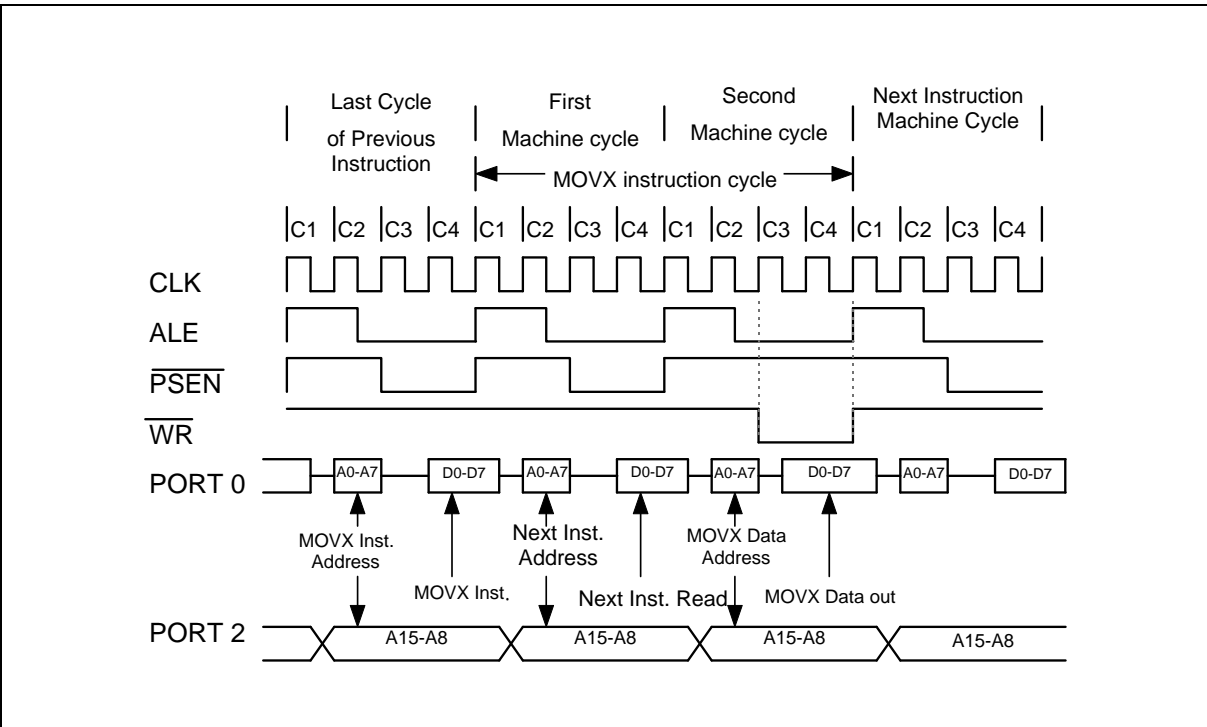 Last Cycle
of Previous
Instruction
First
Machine cycle
Second
Machine cycle
Next Instruction
Machine Cycle
MOVX instruction cycle
C1 C2 C3 C4 C1 C2 C3 C4 C1 C2 C3 C4 C1 C2 C3 C4
CLK
ALE
PSEN
WR
PORT 0
A0-A7 D0-D7 A0-A7 D0-D7 A0-A7 D0-D7 A0-A7 D0-D7
MOVX Inst.
Address
MOVX Inst.
Next Inst.
Address
Next Inst. Read
MOVX Data
Address
MOVX Data out
PORT 2
A15-A8 A15-A8 A15-A8 A15-A8